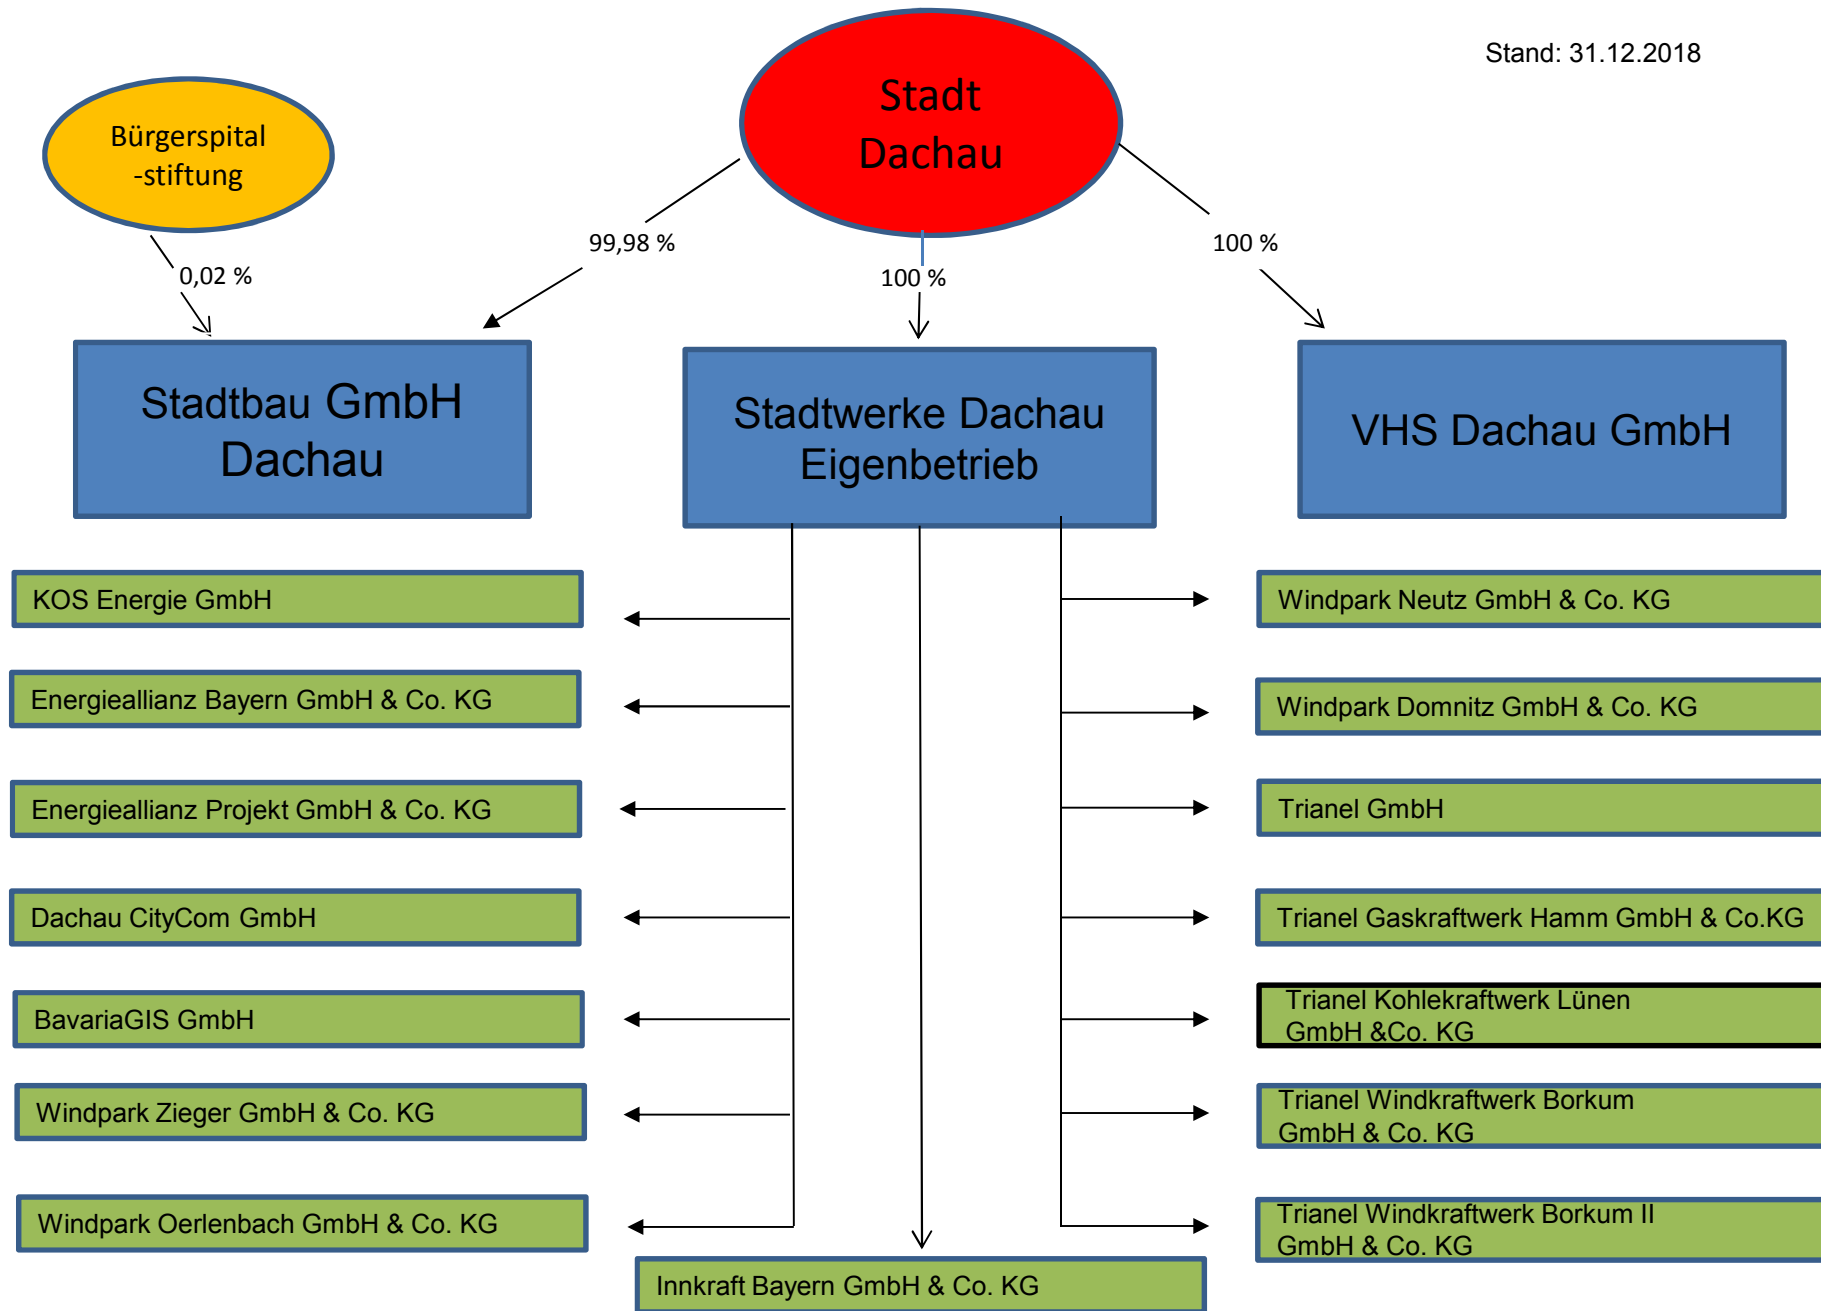 Stand: 31.12.2018
Stadt
Dachau
Bürgerspital
-stiftung
99,98 %
100 %
0,02 %
100 %
Stadtbau GmbH
Dachau
Stadtwerke Dachau
Eigenbetrieb
VHS Dachau GmbH
KOS Energie GmbH
Energieallianz Bayern GmbH & Co. KG
Energieallianz Projekt GmbH & Co. KG
Dachau CityCom GmbH
BavariaGIS GmbH
Windpark Zieger GmbH & Co. KG
Windpark Oerlenbach GmbH & Co. KG
Windpark Neutz GmbH & Co. KG
Windpark Domnitz GmbH & Co. KG
Trianel GmbH
Trianel Gaskraftwerk Hamm GmbH & Co.KG
Trianel Kohlekraftwerk Lünen
GmbH &Co. KG
Trianel Windkraftwerk Borkum
GmbH & Co. KG
Trianel Windkraftwerk Borkum II
GmbH & Co. KG
Innkraft Bayern GmbH & Co. KG